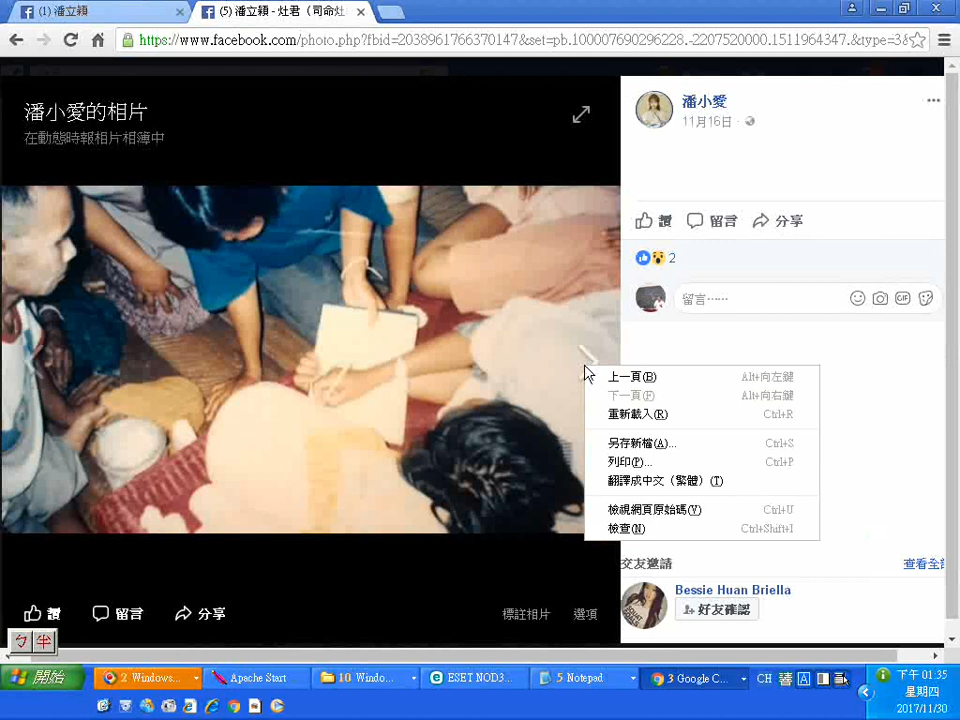 (1) 潘立穎
(5) 潘立穎 - 灶君（司命灶
https://www.facebook.com/photo.php?fbid=2038961766370147&set=pb.100007690296228.-2207520000.1511964347.&type=3&
潘小愛的相片
在動態時報相片相簿中
潘小愛
11月16日
讚 留言 分享
2
留言……
GIF
上一頁(B) Alt+向左鍵
下一頁(F) Alt+向右鍵
重新載入(R) Ctrl+R
另存新檔(A)... Ctrl+S
列印(P)... Ctrl+P
翻譯成中文（繁體）(T)
檢視網頁原始碼(V) Ctrl+U
檢查(N) Ctrl+Shift+I
交友邀請 查看全
Bessie Huan Briella
好友確認
讚 留言 分享 標註相片 選項
ㄅ 半
開始
2 Windows...
Apache Start
10 Windo...
ESET NOD3...
5 Notepad
3 Google C...
CH
A
下午 01:35
星期四
2017/11/30